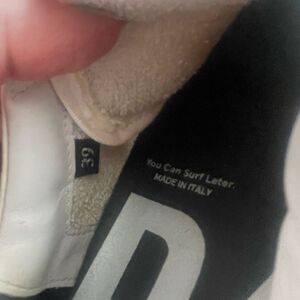 39
You Can Surf Later.
MADE IN ITALY
D